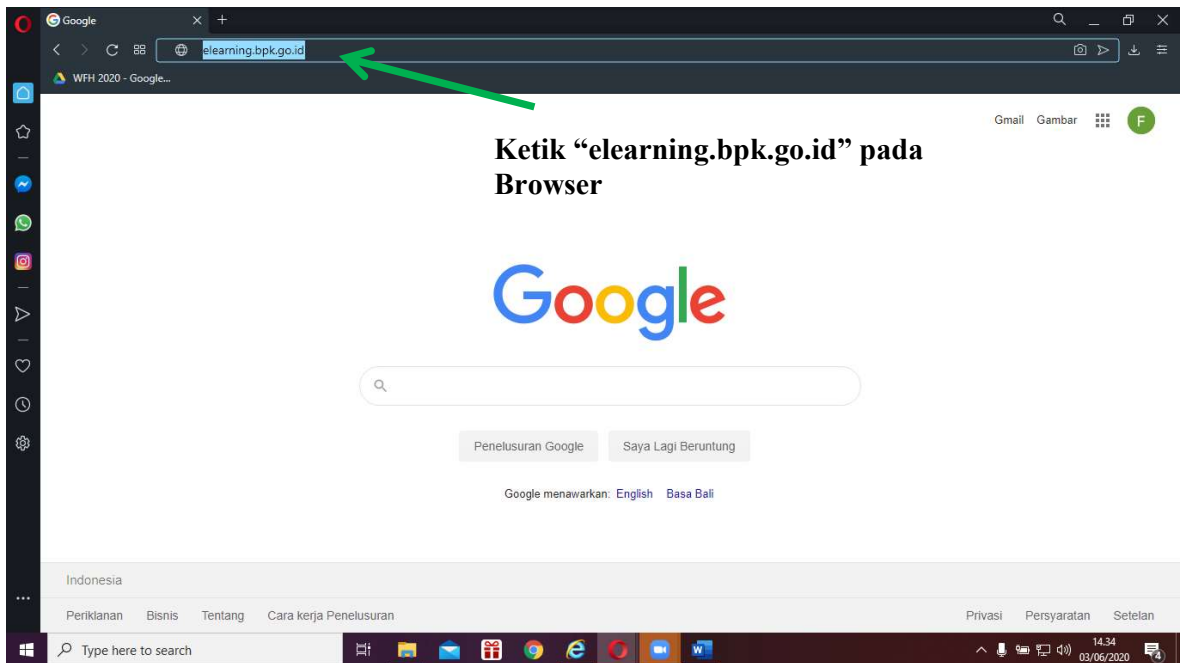 Google
elearning.bpk.go.id
WFH 2020 - Google...
Gmail Gambar
F
Ketik “elearning.bpk.go.id” pada
Browser
Google
Penelusuran Google Saya Lagi Beruntung
Google menawarkan: English Basa Bali
Indonesia
Periklanan Bisnis Tentang Cara kerja Penelusuran Privasi Persyaratan Setelan
Type here to search
14.34
03/06/2020
4